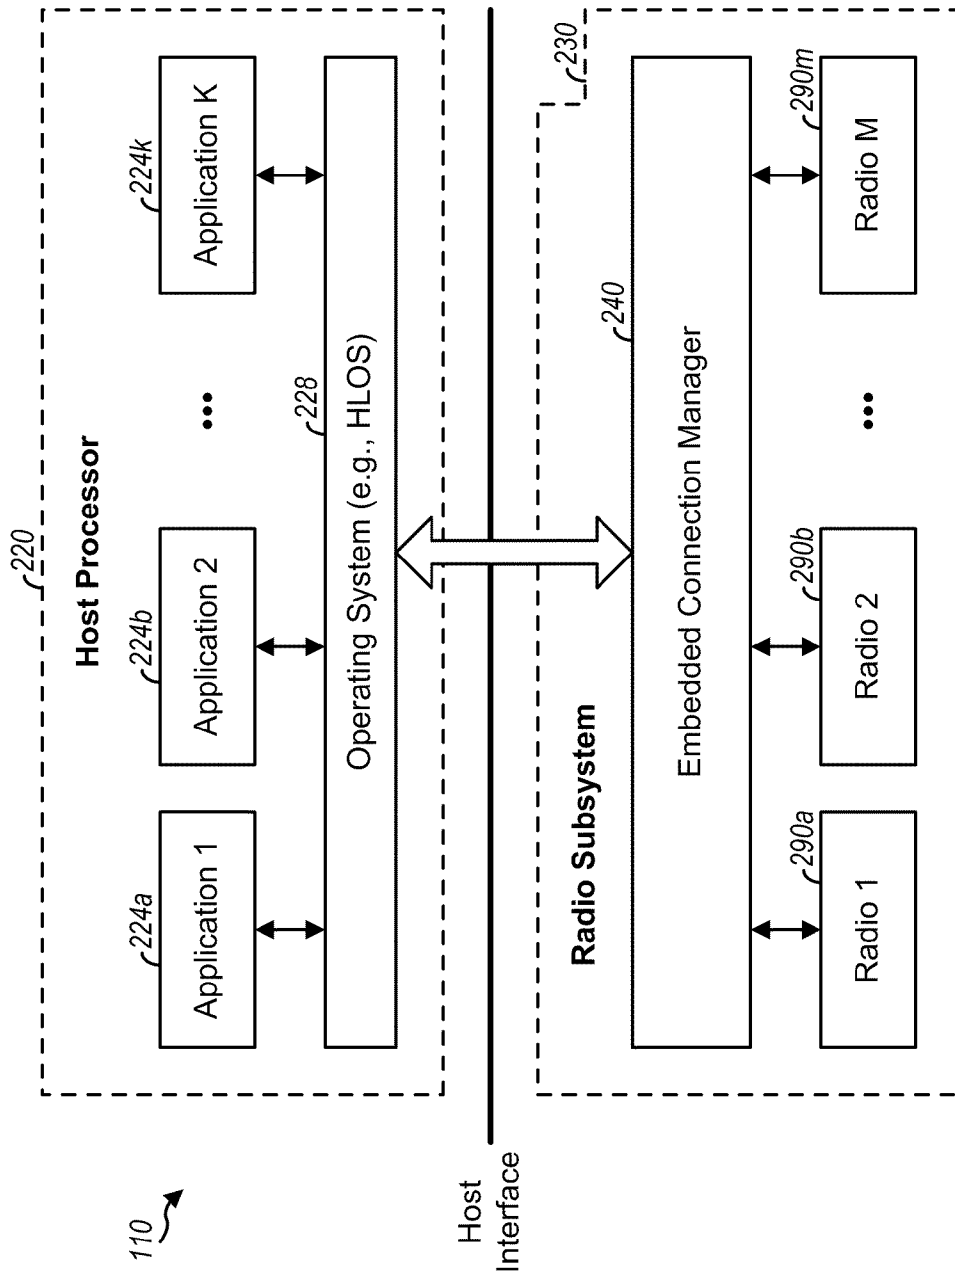 110
220
Host Processor
224a
224b
224k
Application 1
Application 2
...
Application K
228
Operating System (e.g., HLOS)
Host
Interface
230
Radio Subsystem
240
Embedded Connection Manager
290a
290b
290m
Radio 1
Radio 2
...
Radio M